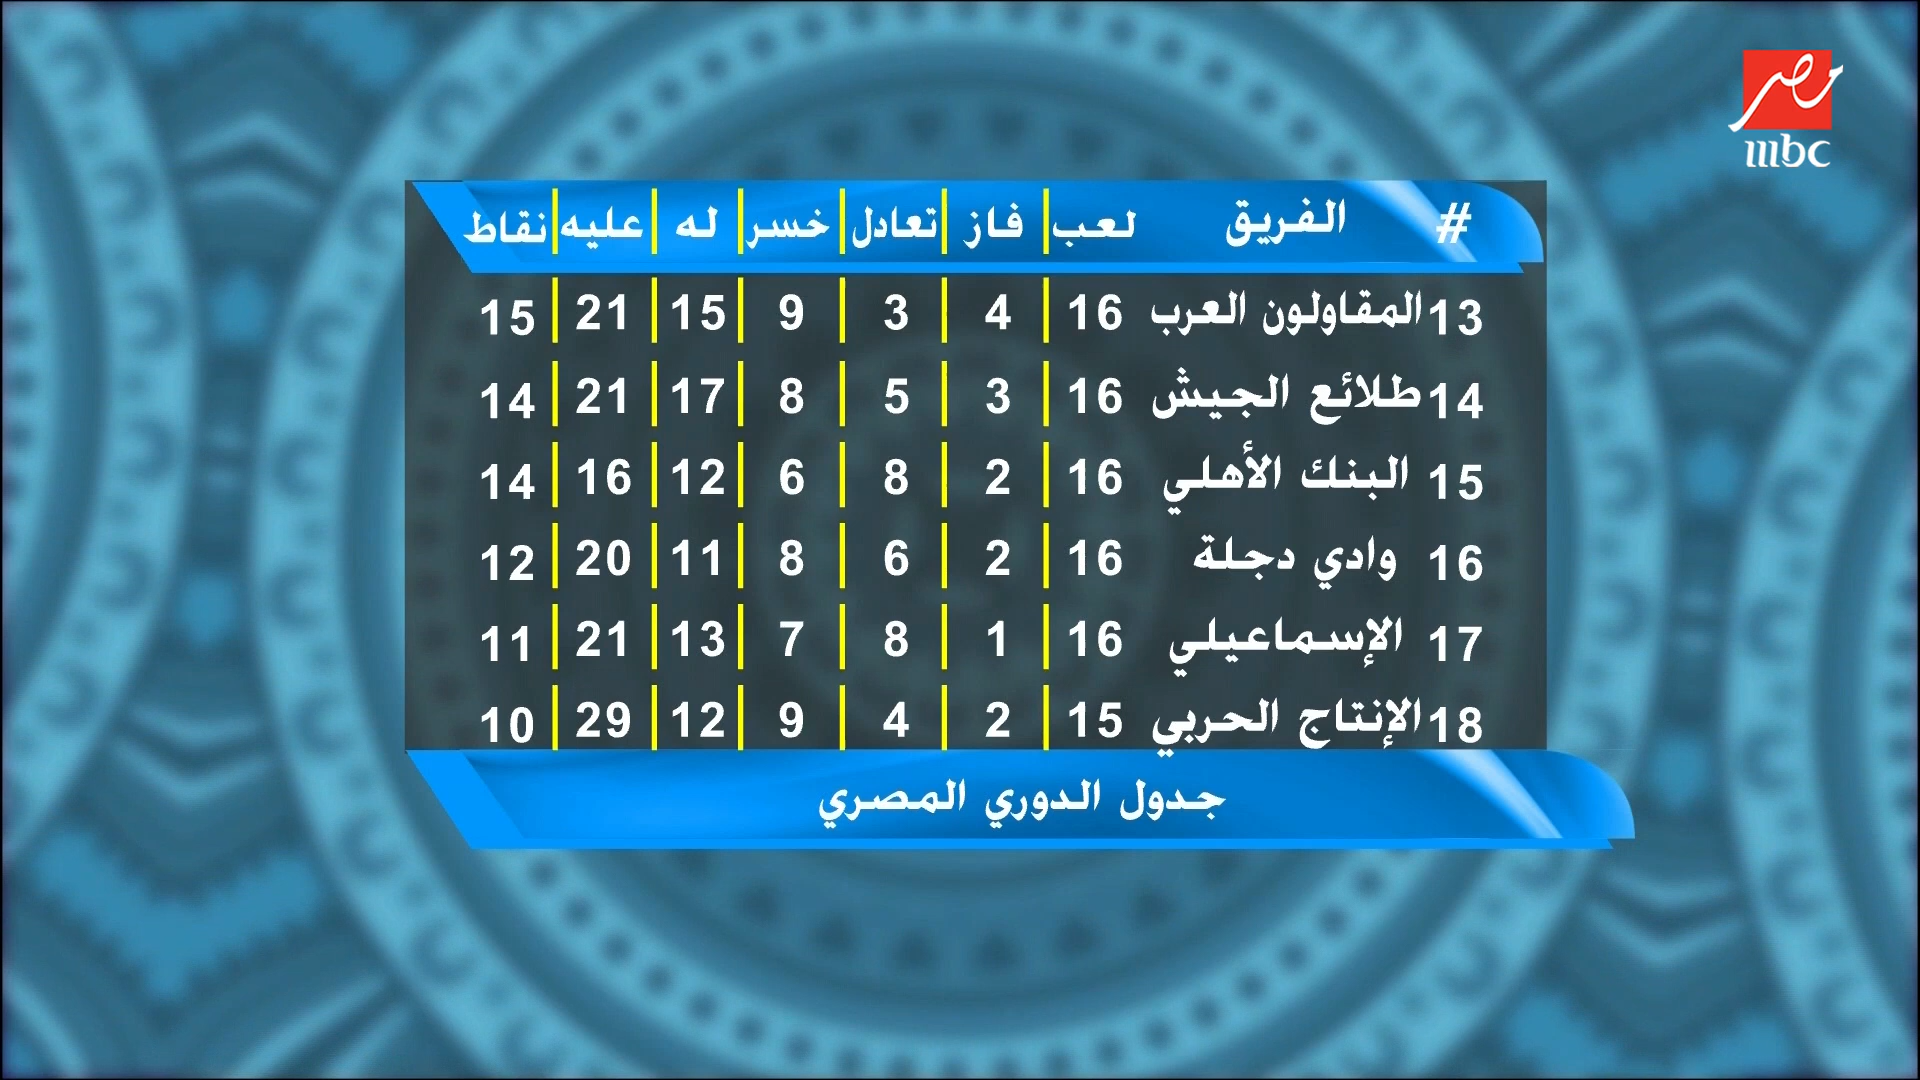 مصر
mbc
# الفريق لعب فاز تعادل خسر له عليه نقاط
13 المقاولون العرب 16 4 3 9 15 21 15
14 طلائع الجيش 16 3 5 8 17 21 14
15 البنك الأهلي 16 2 8 6 12 16 14
16 وادي دجلة 16 2 6 8 11 20 12
17 الإسماعيلي 16 1 8 7 13 21 11
18 الإنتاج الحربي 15 2 4 9 12 29 10
جدول الدوري المصري